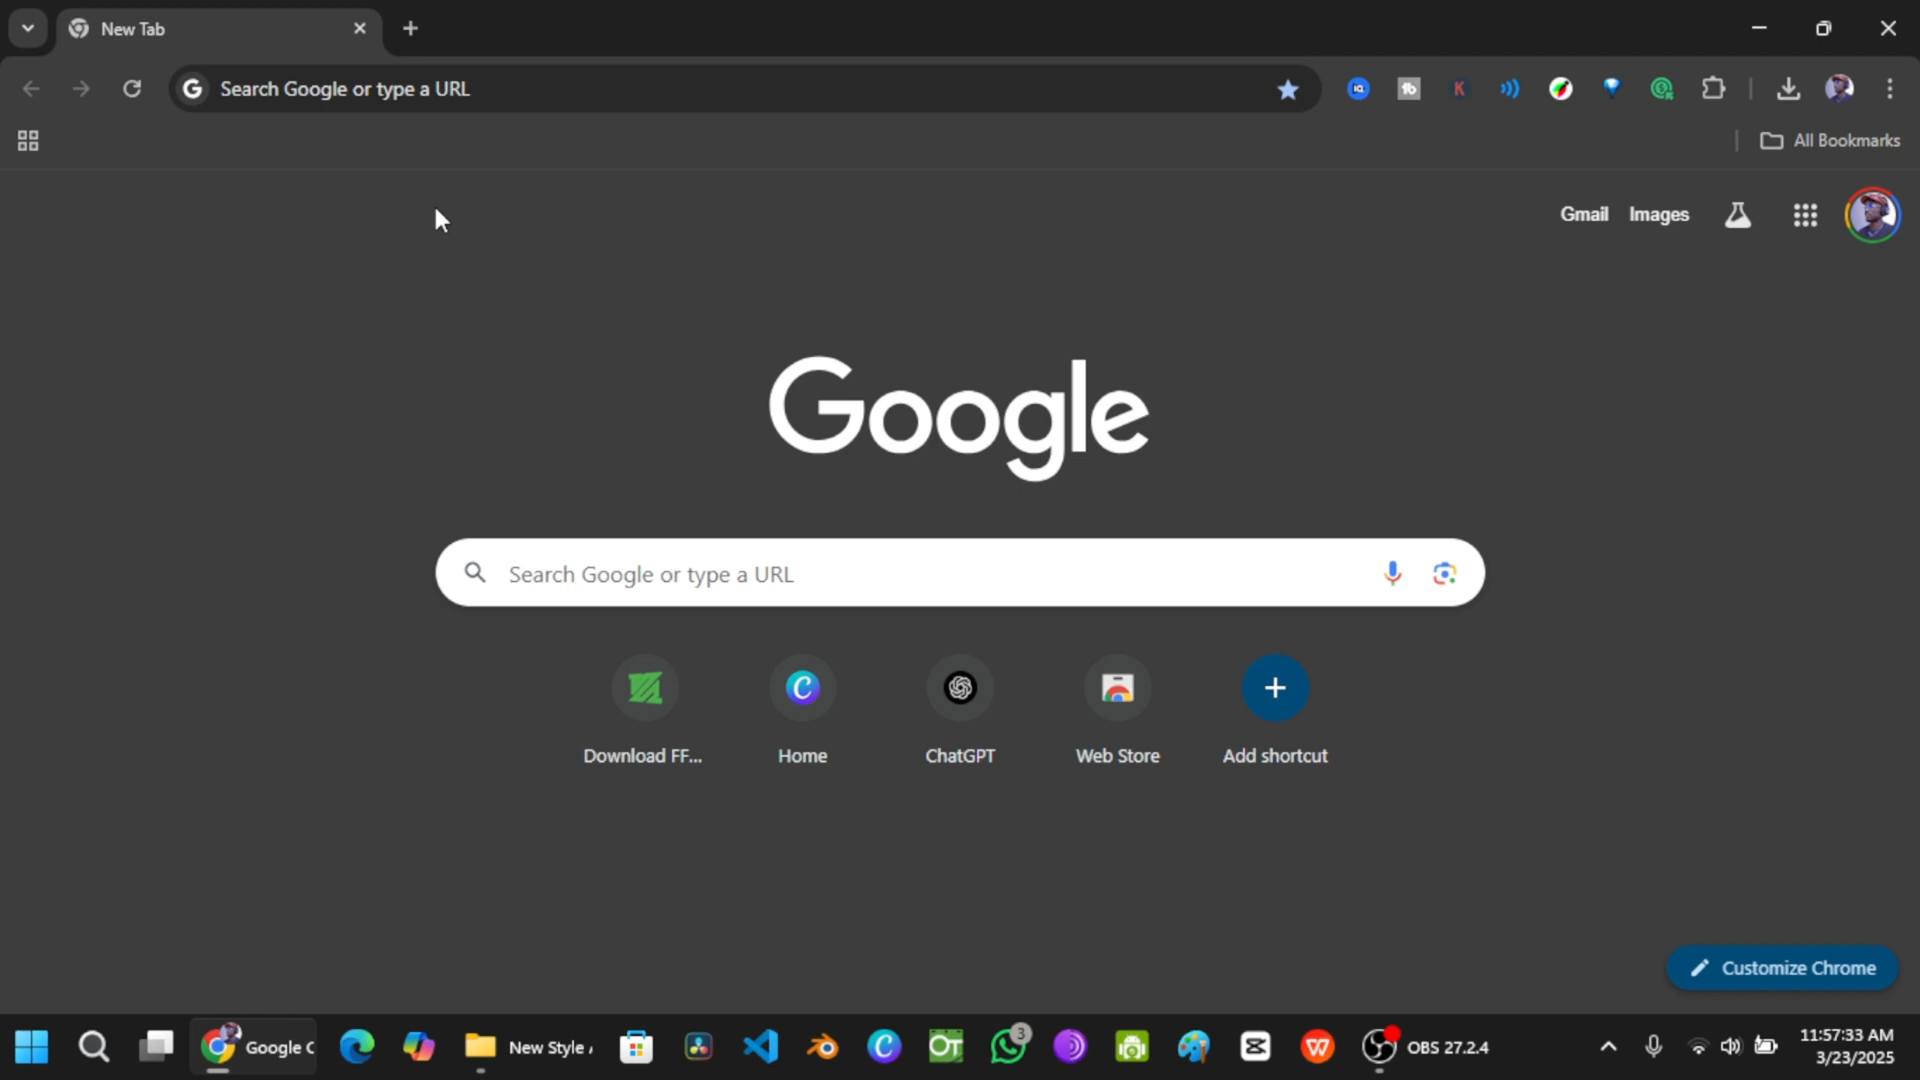 New Tab
Search Google or type a URL
All Bookmarks
Gmail Images
Google
Search Google or type a URL
Download FF...
Home
ChatGPT
Web Store
Add shortcut
Customize Chrome
Google C
New Style
3
OBS 27.2.4
11:57:33 AM
3/23/2025